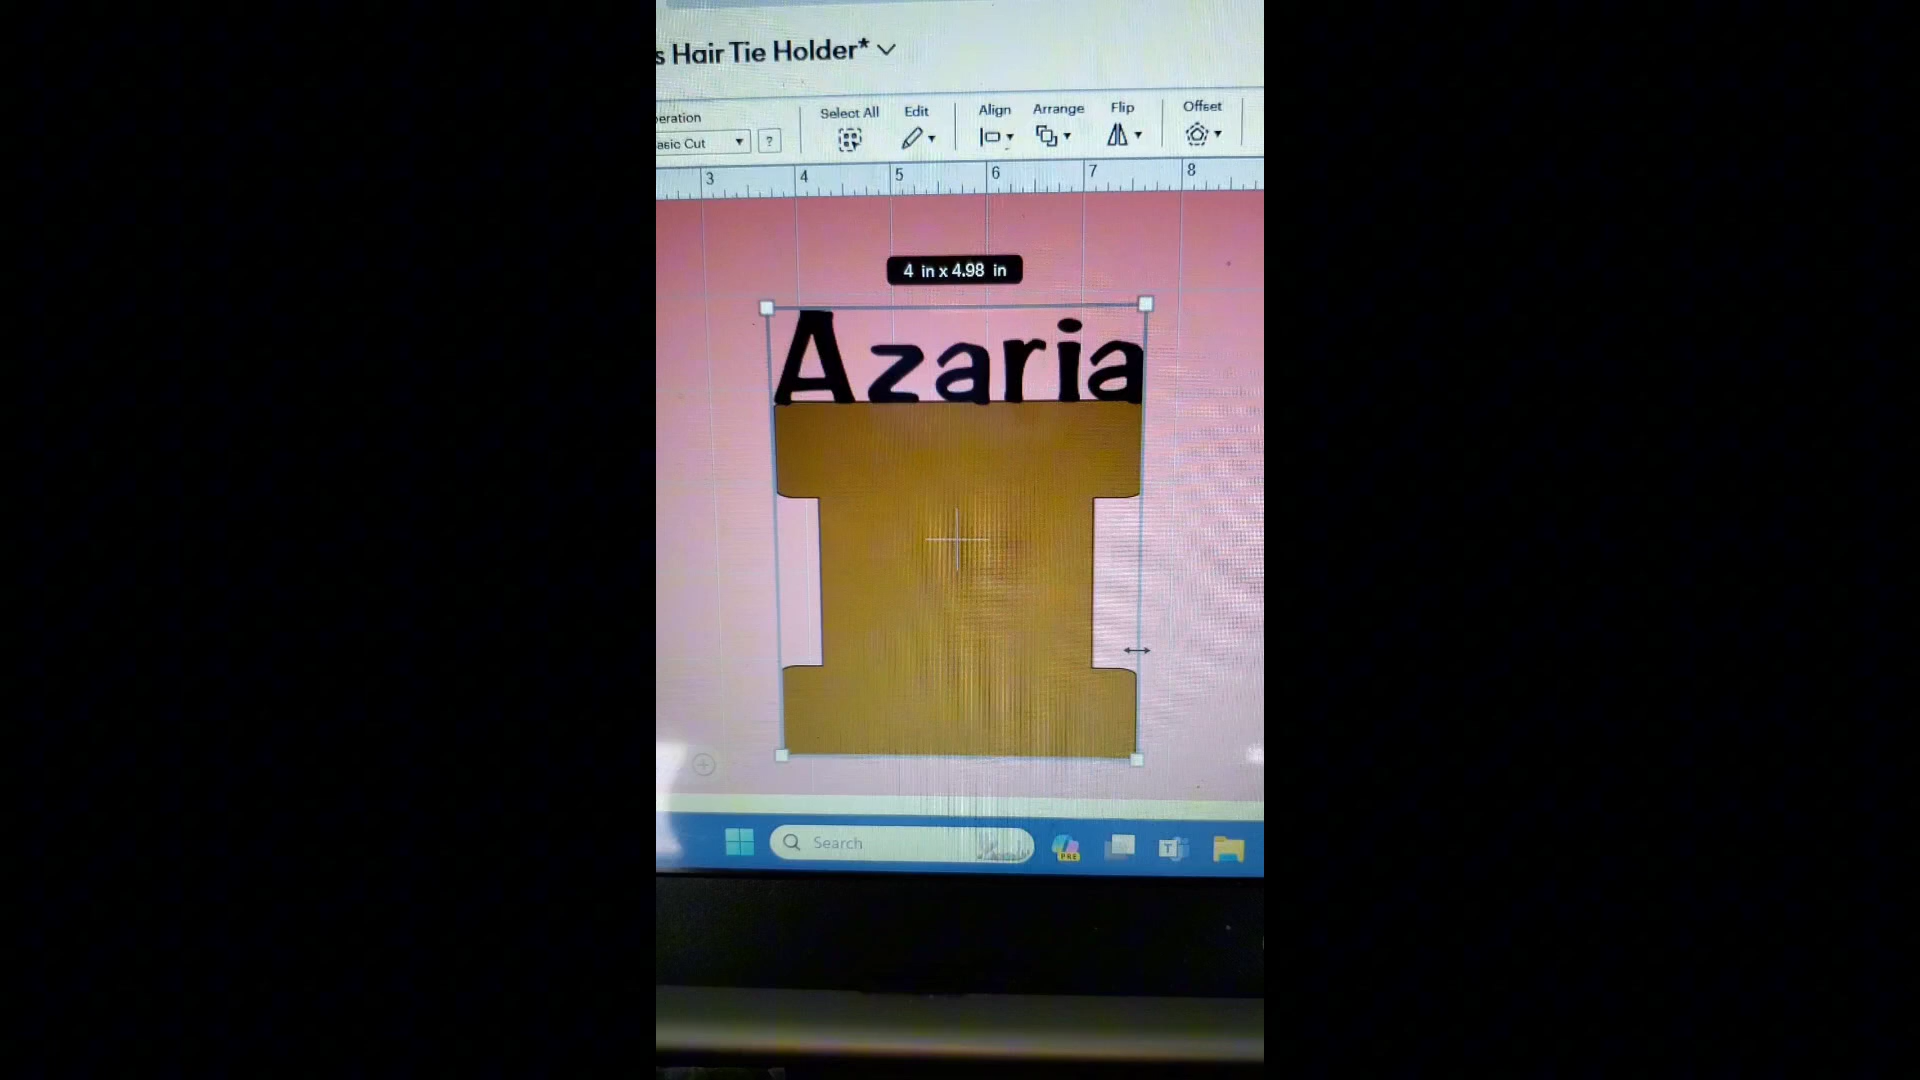 s Hair Tie Holder*
eration
Select All
Edit
Align
Arrange
Flip
Offset
asic Cut
?
3
4
5
6
7
8
4 in x 4.98 in
Azaria
Search
PRE
T